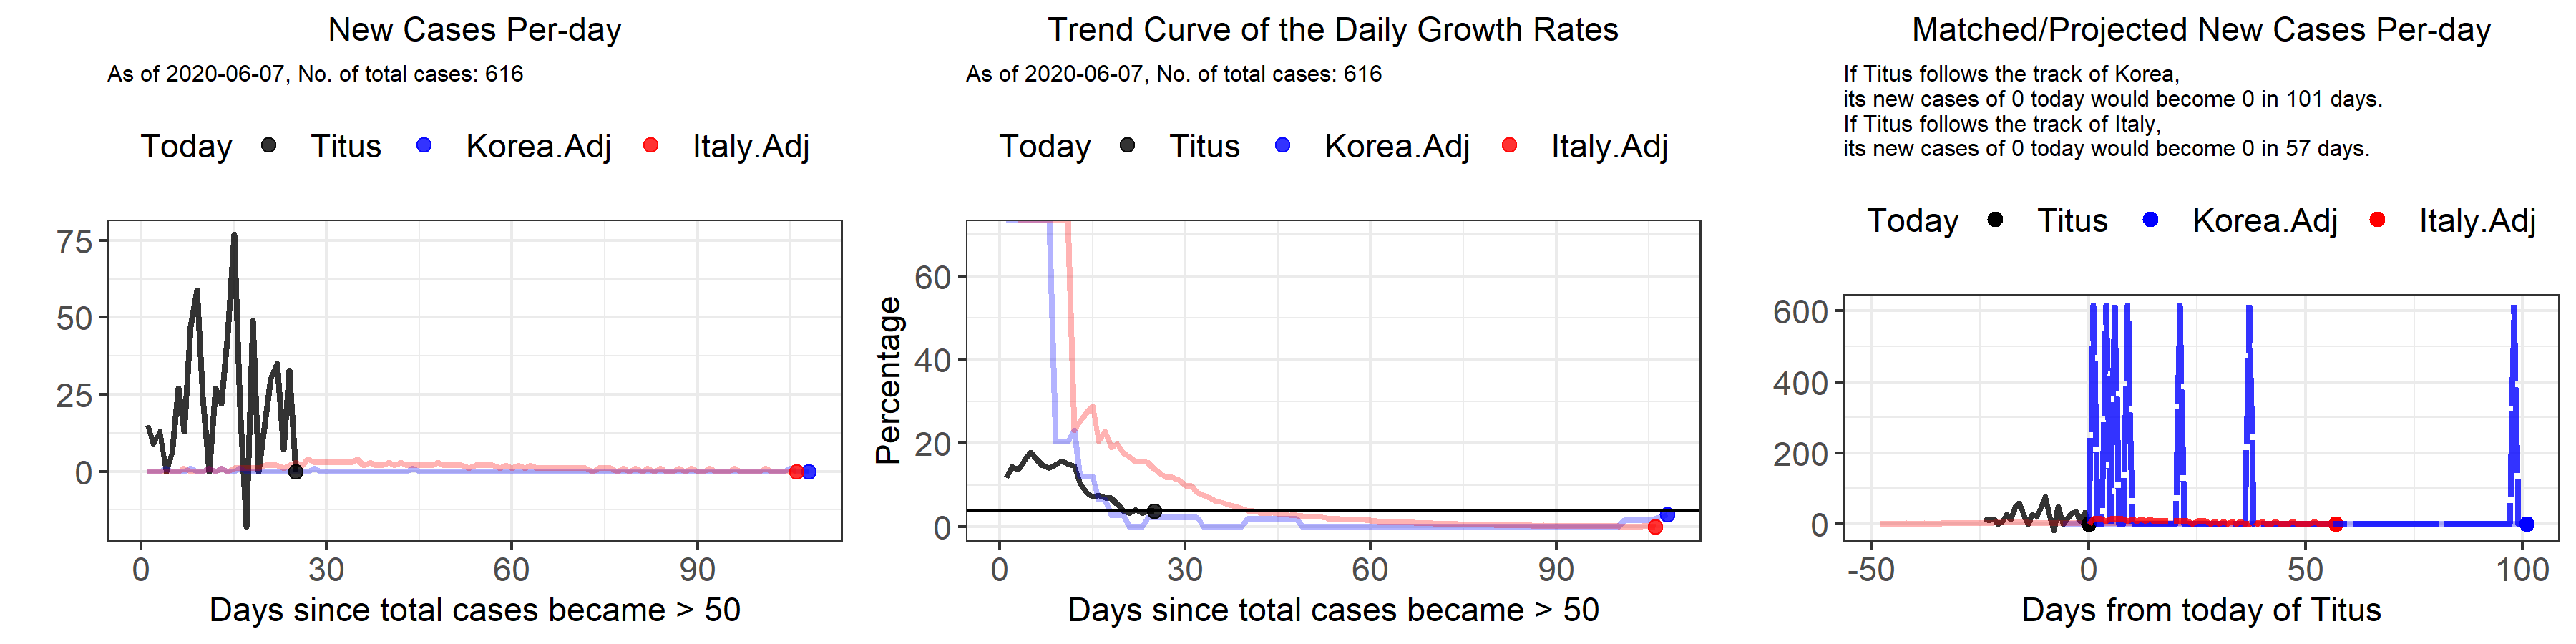 New Cases Per-day
As of 2020-06-07, No. of total cases: 616
Today Titus Korea.Adj Italy.Adj
75
50
25
0
0 30 60 90
Days since total cases became > 50
Trend Curve of the Daily Growth Rates
As of 2020-06-07, No. of total cases: 616
Today Titus Korea.Adj Italy.Adj
Percentage
60
40
20
0
0 30 60 90
Days since total cases became > 50
Matched/Projected New Cases Per-day
If Titus follows the track of Korea,
its new cases of 0 today would become 0 in 101 days.
If Titus follows the track of Italy,
its new cases of 0 today would become 0 in 57 days.
Today Titus Korea.Adj Italy.Adj
600
400
200
0
-50 0 50 100
Days from today of Titus